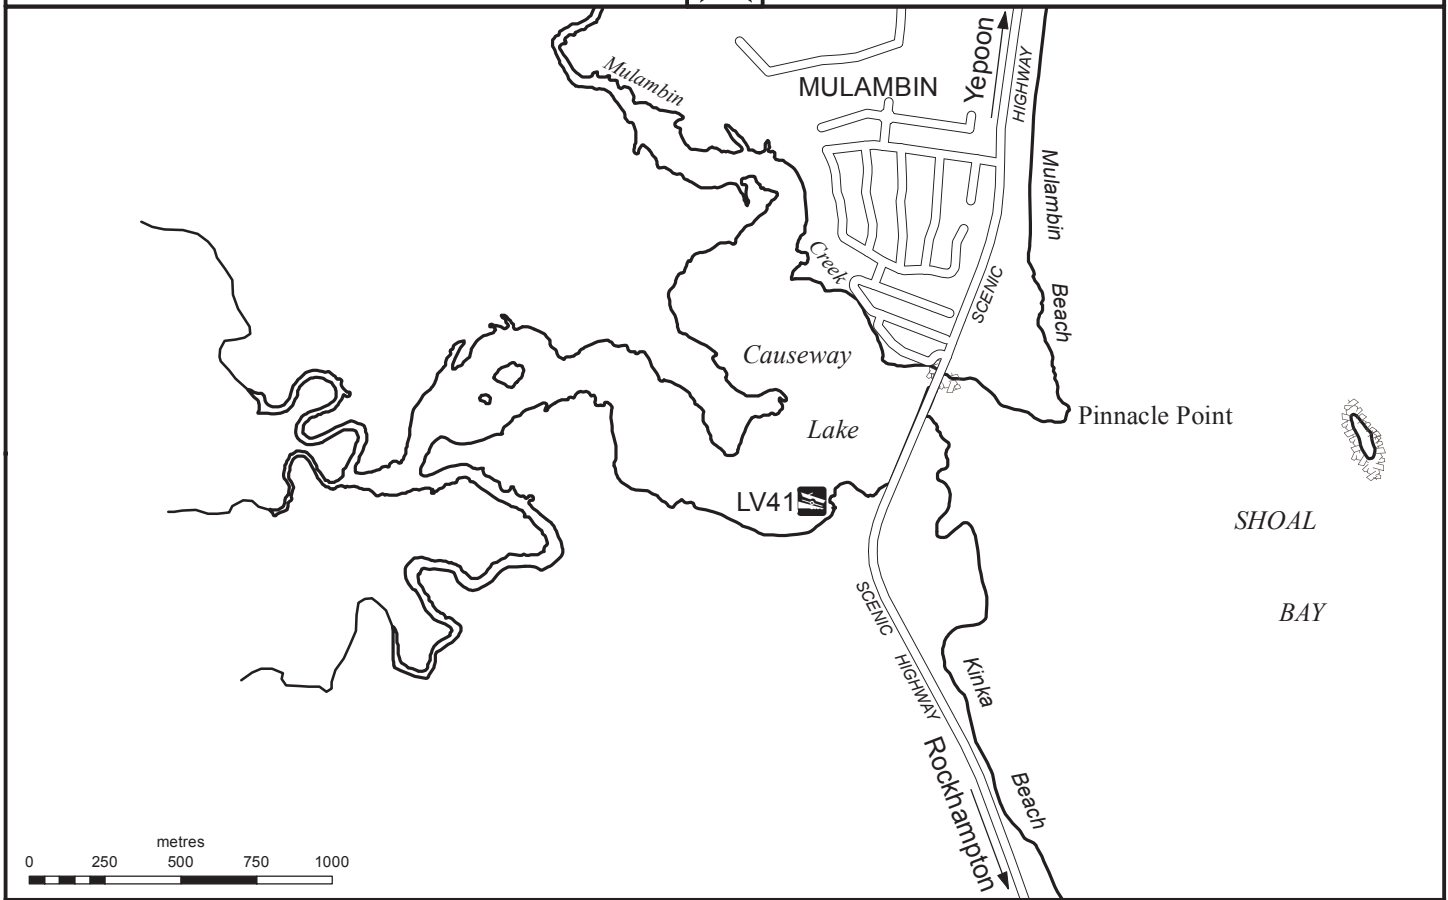 Mulambin
MULAMBIN
Yepoon
HIGHWAY
Mulambin
Creek
SCENIC
Beach
Causeway
Lake
Pinnacle Point
LV41
SHOAL
BAY
SCENIC
HIGHWAY
Kinka
Beach
Rockhampton
metres
0 250 500 750 1000